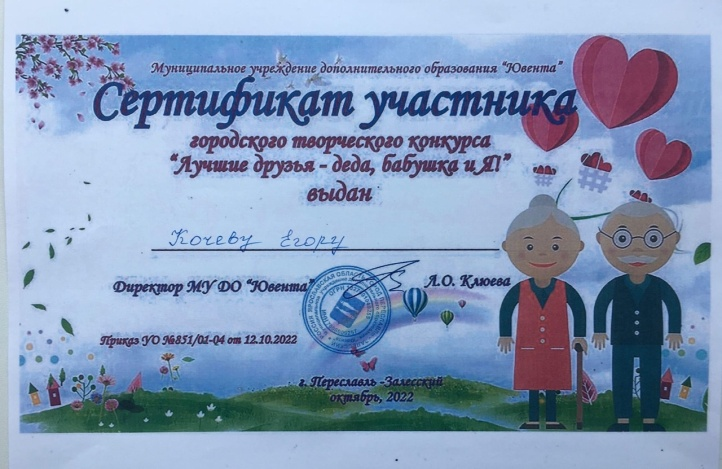 Муниципальное учреждение дополнительного образования "Ювента"
Сертификат участника
городского творческого конкурса
"Лучшие друзья - деда, бабушка и Я!"
выдан
Кочеву Егору
Директор МУ ДО "Ювента" Л.О. Клюева
Приказ УО №851/01-04 от 12.10.2022
г. Переславль -Залесский
октябрь, 2022